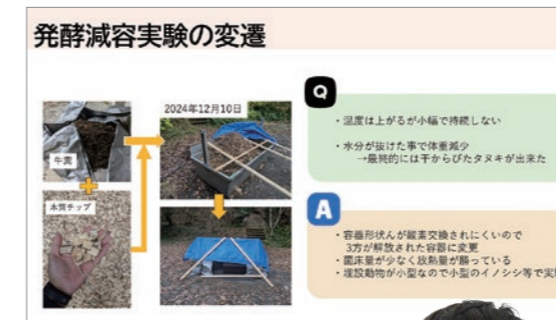 発酵減容実験の変遷
2024年12月10日
牛糞
木質チップ
Q
・温度は上がるが小幅で持続しない
・水分が抜けた事で体重減少
→最終的には干からびたタヌキが出来た
A
・容器形状んが酸素交換されにくいので
3方が解放された容器に変更
・菌床量が少なく放熱量が勝っている
・埋設動物が小型なので小型のイノシシ等で実